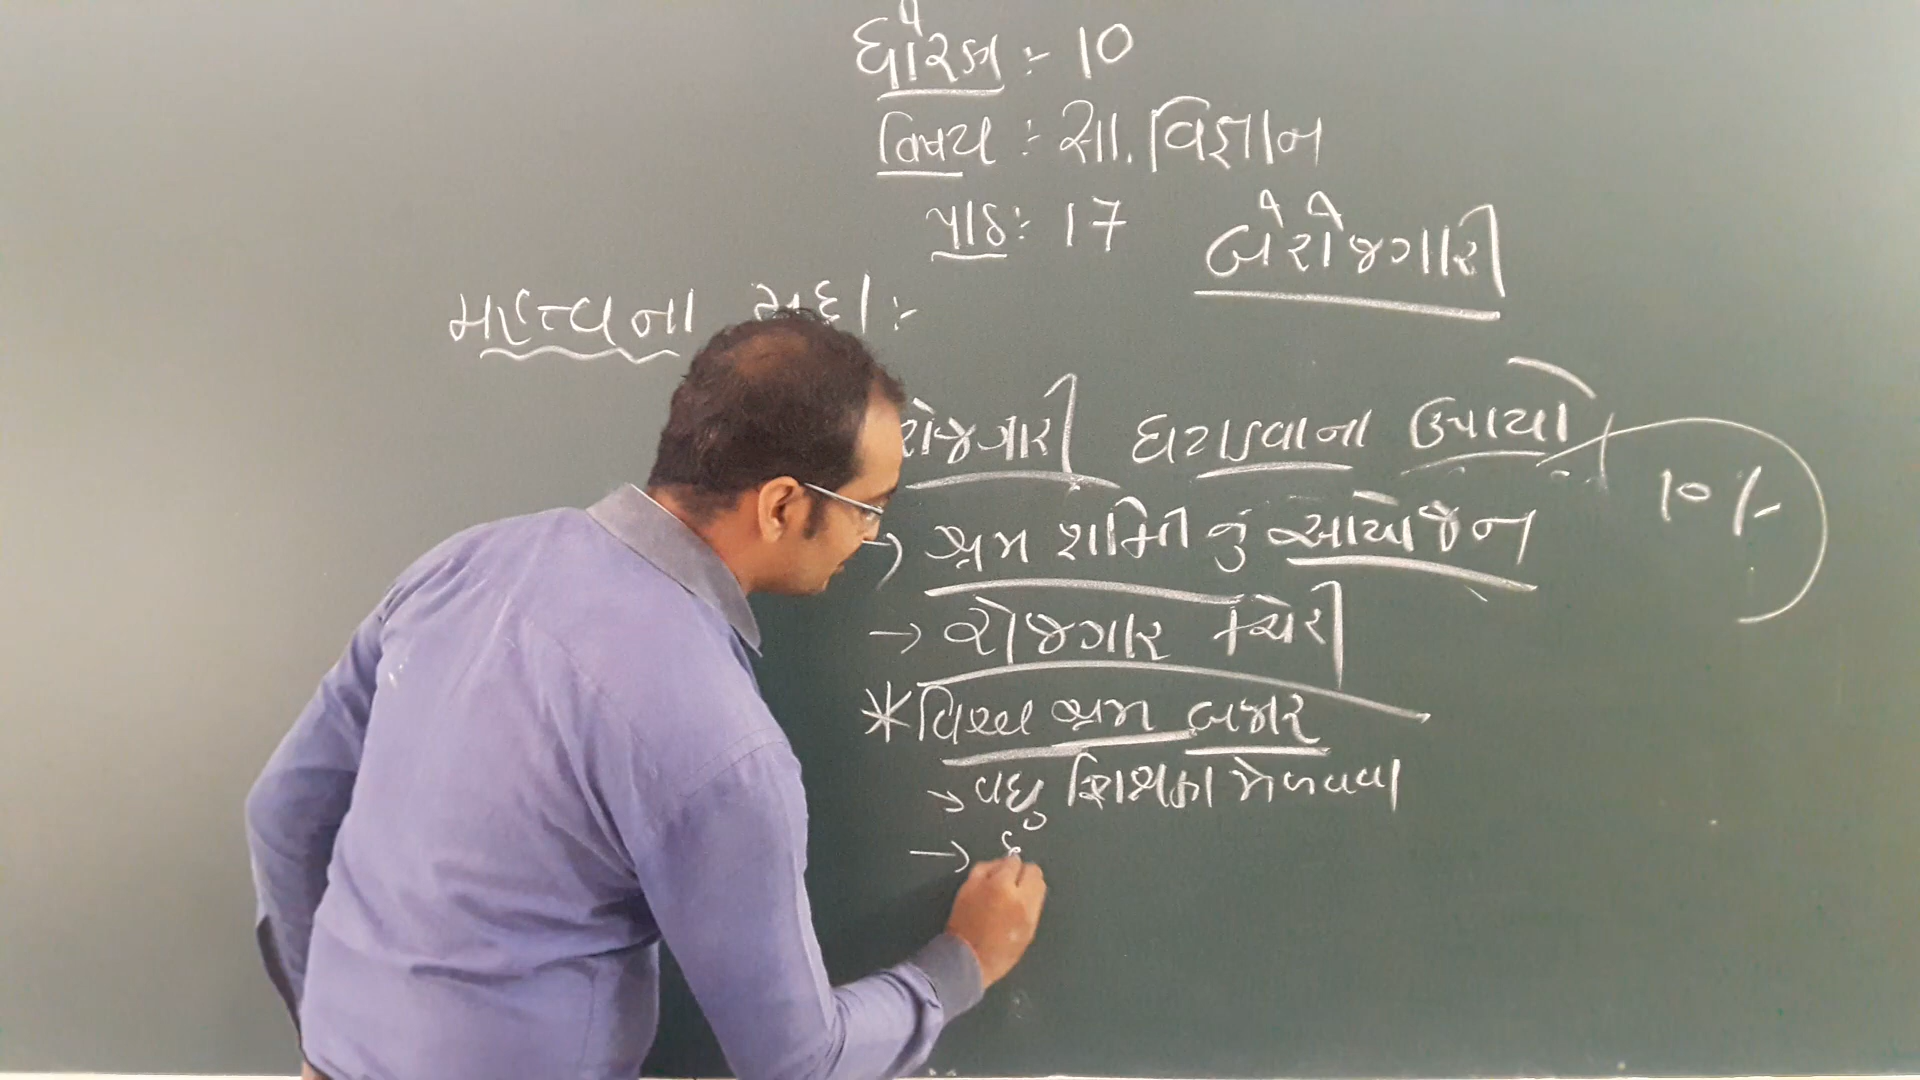 ધોરણ :- 10
વિષય :- સા. વિજ્ઞાન
પાઠ :- 17 બેરોજગારી
મહત્વના મુદ્દા :-
રોજગારી ઘટાડવાના ઉપાયો
→ શ્રમ શક્તિનું આયોજન
→ રોજગાર કચેરી
* વિશ્વ શ્રમ બજાર
→ વધુ શિક્ષણ મેળવવા
→